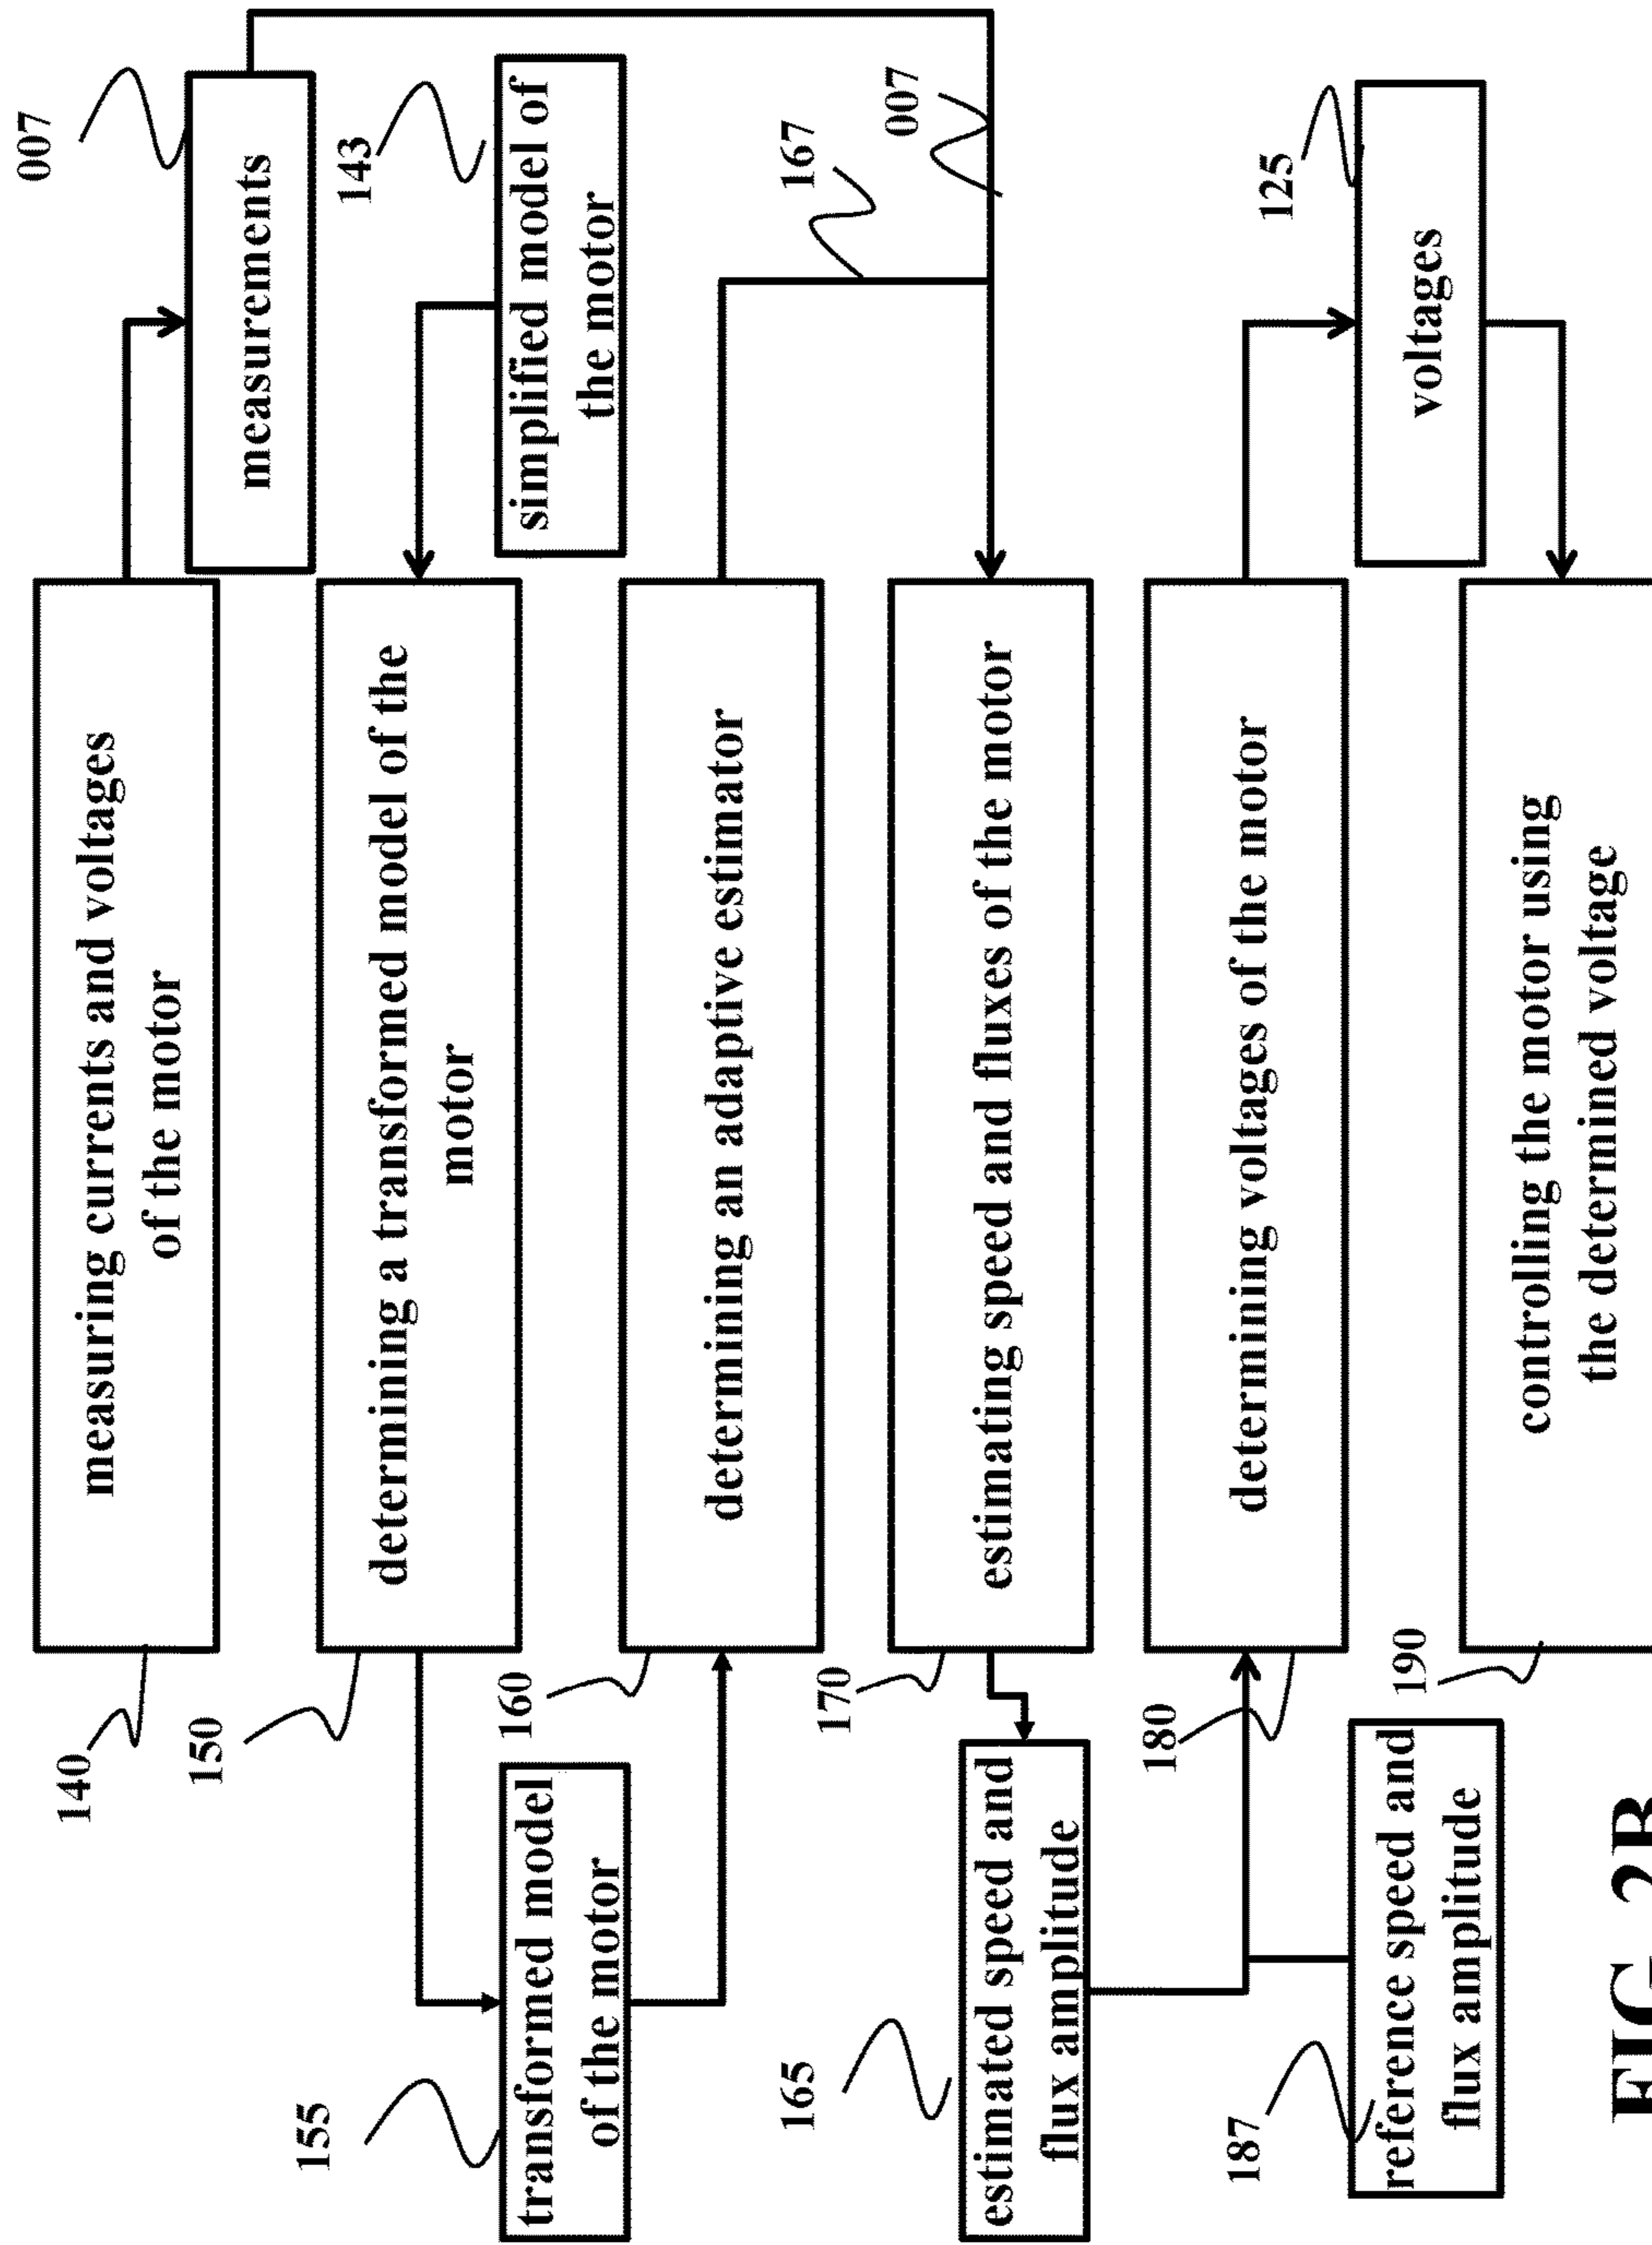 007
140
measuring currents and voltages
of the motor
measurements
150
143
determining a transformed model of the
motor
simplified model of
the motor
155
transformed model
of the motor
160
determining an adaptive estimator
167
007
170
estimating speed and fluxes of the motor
165
estimated speed and
flux amplitude
180
determining voltages of the motor
125
voltages
187
reference speed and
flux amplitude
190
controlling the motor using
the determined voltage
FIG 2B